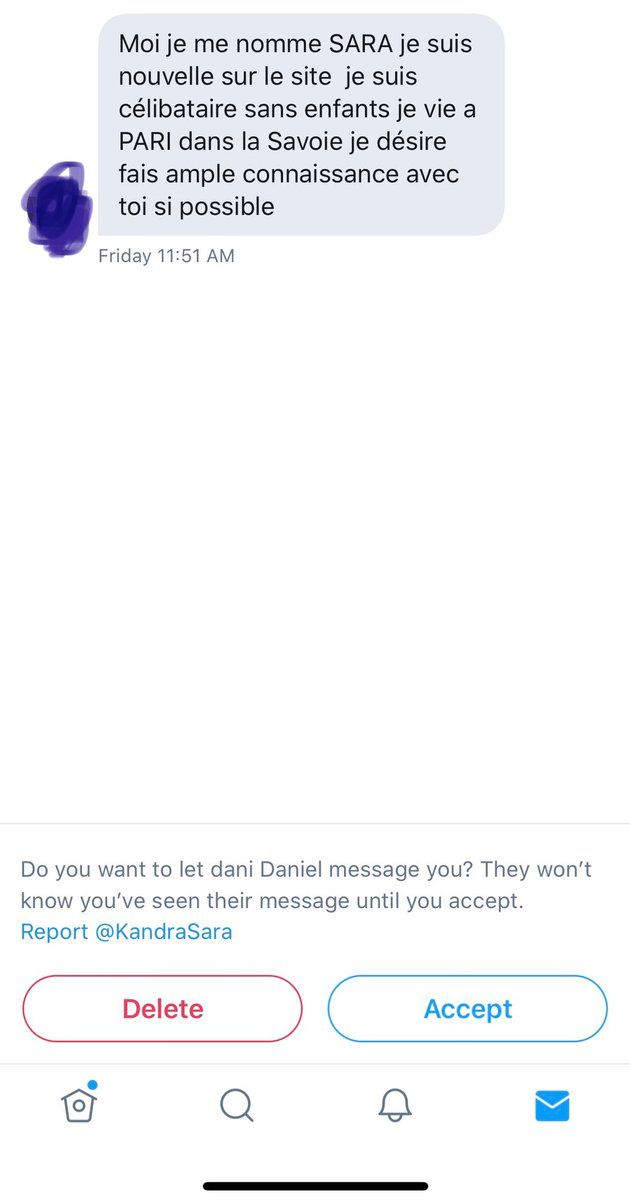 Moi je me nomme SARA je suis
nouvelle sur le site  je suis
célibataire sans enfants je vie a
PARI dans la Savoie je désire
fais ample connaissance avec
toi si possible
Friday 11:51 AM
Do you want to let dani Daniel message you? They won’t
know you’ve seen their message until you accept.
Report @KandraSara
Delete
Accept